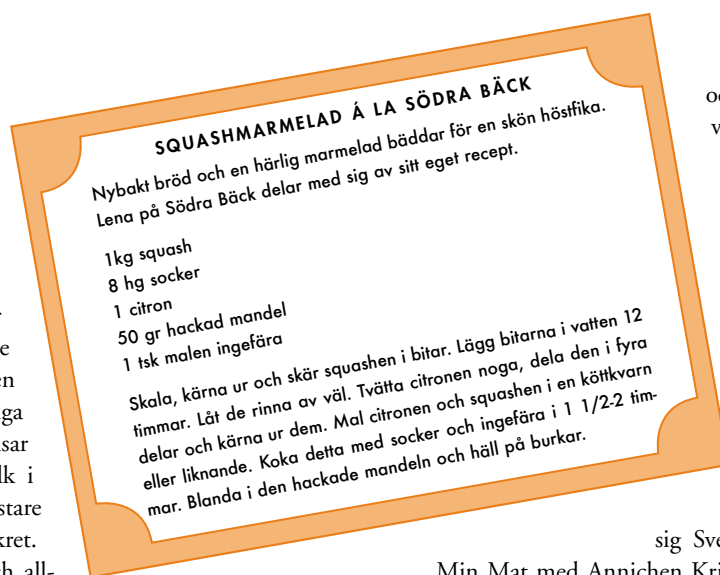 SQUASHMARMELAD Á LA SÖDRA BÄCK
Nybakt bröd och en härlig marmelad bäddar för en skön höstfika.
Lena på Södra Bäck delar med sig av sitt eget recept.
1kg squash
8 hg socker
1 citron
50 gr hackad mandel
1 tsk malen ingefära
Skala, kärna ur och skär squashen i bitar. Lägg bitarna i vatten 12
timmar. Låt de rinna av väl. Tvätta citronen noga, dela den i fyra
delar och kärna ur dem. Mal citronen och squashen i en köttkvarn
eller liknande. Koka detta med socker och ingefära i 1 1/2-2 tim-
mar. Blanda i den hackade mandeln och häll på burkar.
lk i
sig Sve
Min Mat med Annichen Kri